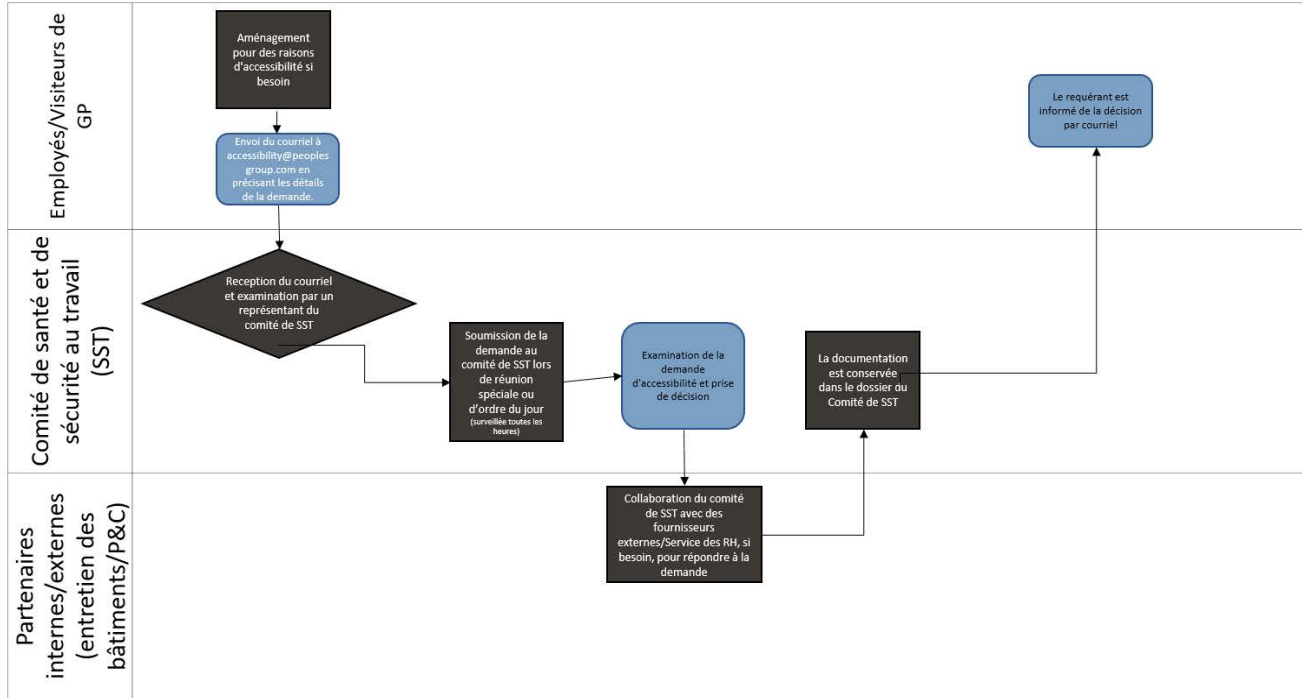 Employés/Visiteurs de
GP
Aménagement
pour des raisons
d'accessibilité si
besoin
Envoi du courriel à
accessibility@peoples
group.com en
précisant les détails
de la demande.
Le requérant est
informé de la décision
par courriel
Comité de santé et de
sécurité au travail
(SST)
Reception du courriel
et examination par un
représentant du
comité de SST
Soumission de la
demande au
comité de SST lors
de réunion
spéciale ou
d'ordre du jour
(surveillée toutes les
heures)
Examination de la
demande
d'accessibilité et prise
de décision
La documentation
est conservée
dans le dossier du
Comité de SST
Partenaires
internes/externes
(entretien des
bâtiments/P&C)
Collaboration du comité
de SST avec des
fournisseurs
externes/Service des RH, si
besoin, pour répondre à la
demande